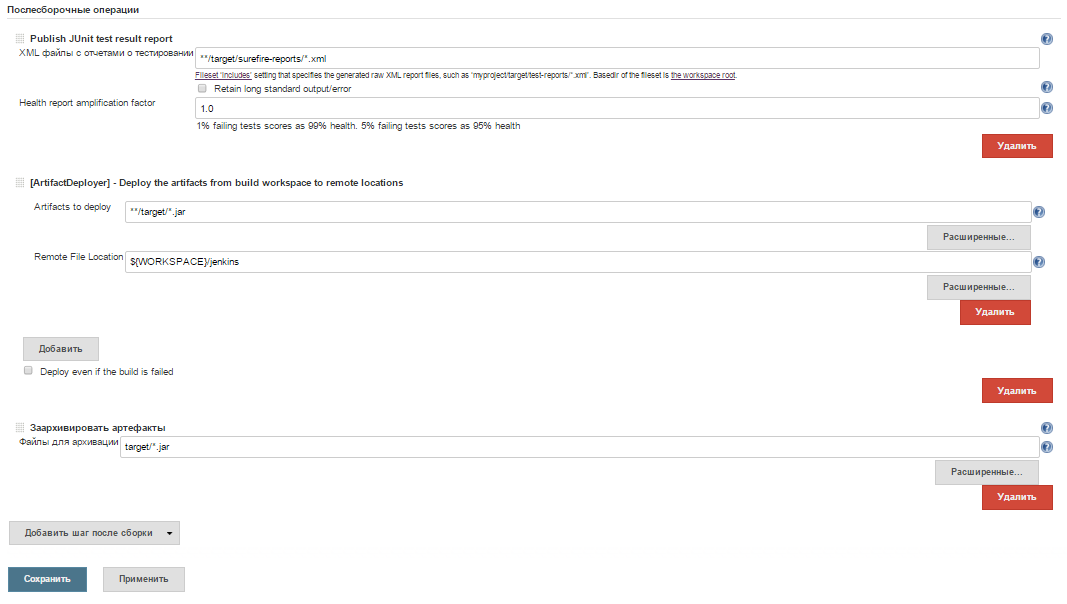 Послесборочные операции
Publish JUnit test result report
XML файлы с отчетами о тестировании
**/target/surefire-reports/*.xml
Fileset 'includes' setting that specifies the generated raw XML report files, such as 'myproject/target/test-reports/*.xml'. Basedir of the fileset is the workspace root.
Retain long standard output/error
Health report amplification factor
1.0
1% failing tests scores as 99% health. 5% failing tests scores as 95% health
Удалить
[ArtifactDeployer] - Deploy the artifacts from build workspace to remote locations
Artifacts to deploy
**/target/*.jar
Расширенные...
Remote File Location
${WORKSPACE}/jenkins
Расширенные...
Удалить
Добавить
Deploy even if the build is failed
Удалить
Заархивировать артефакты
Файлы для архивации
target/*.jar
Расширенные...
Удалить
Добавить шаг после сборки
Сохранить
Применить